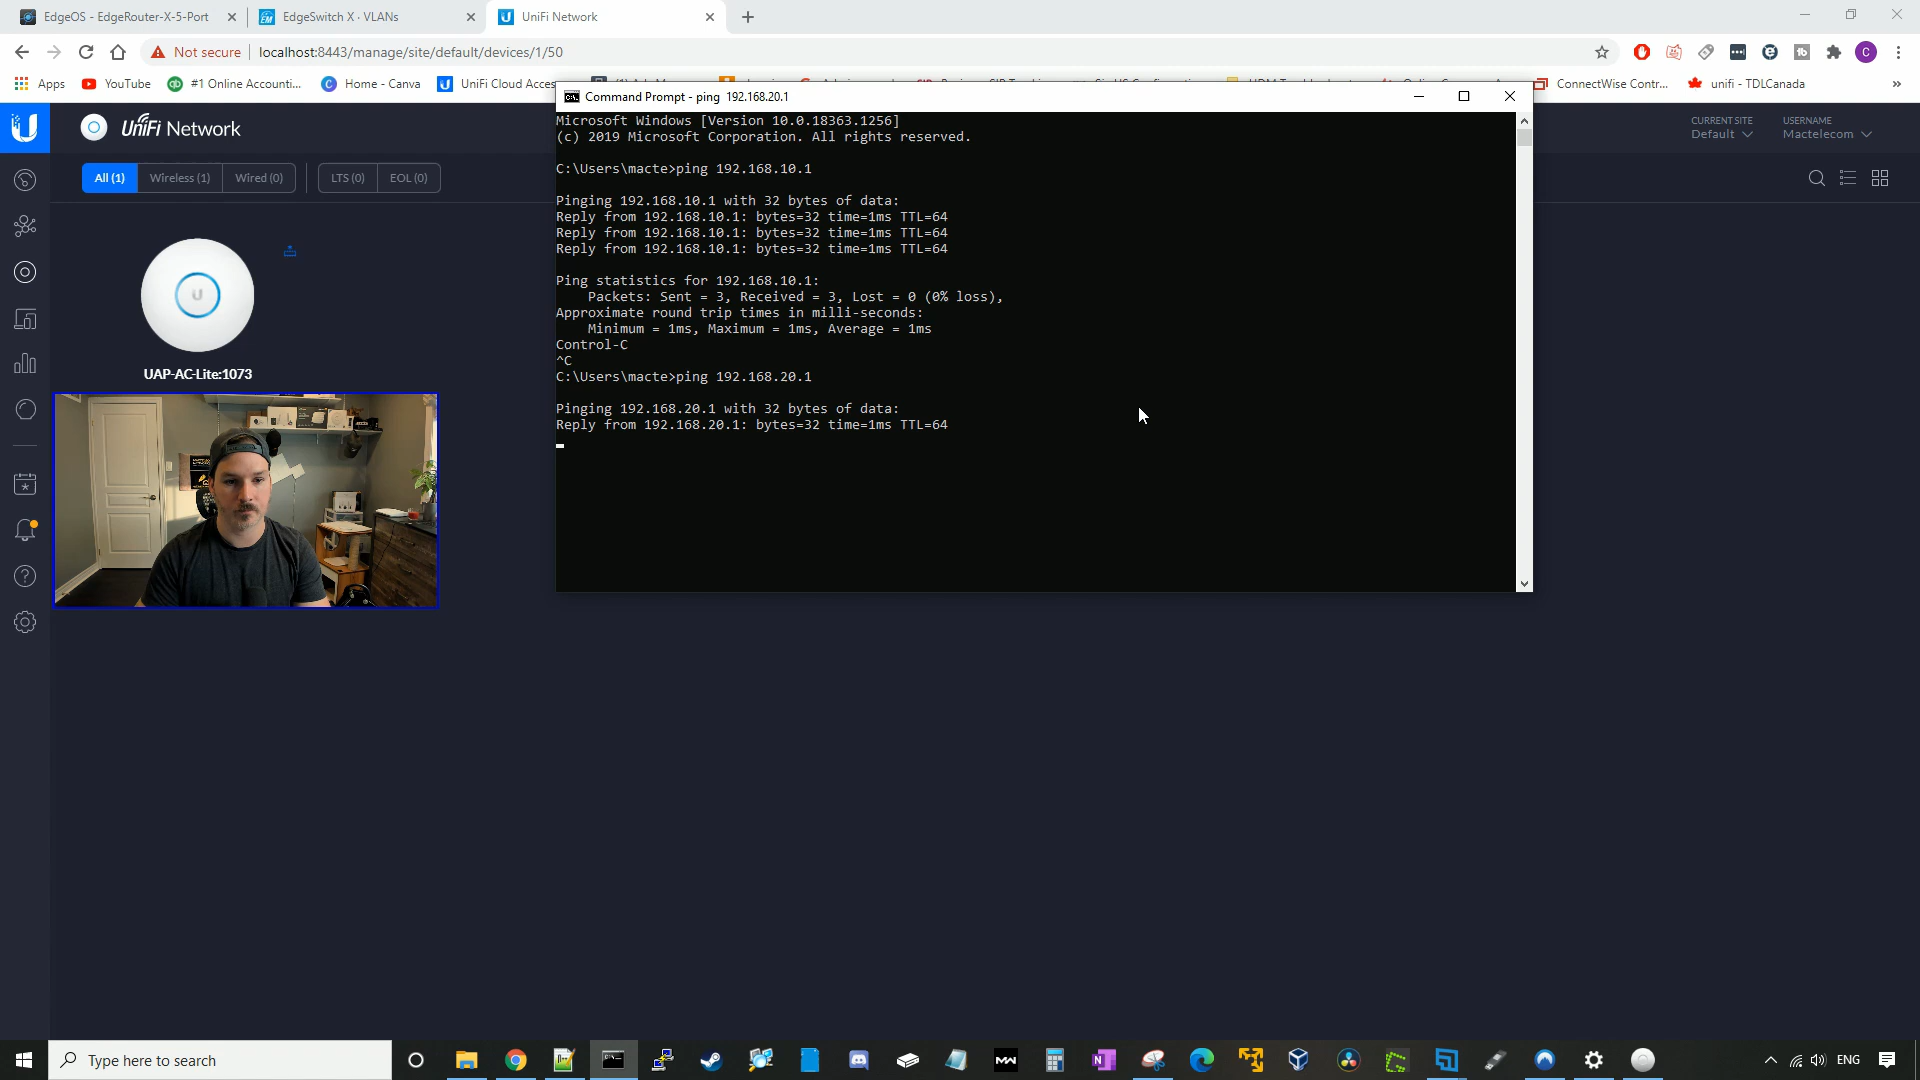 EdgeOS - EdgeRouter-X-5-Port
EdgeSwitch X - VLANs
UniFi Network
Not secure
localhost:8443/manage/site/default/devices/1/50
Apps
YouTube
#1 Online Accounti...
Home - Canva
UniFi Cloud Acces
ConnectWise Contr...
unifi - TDLCanada
Command Prompt - ping 192.168.20.1
UniFi Network
CURRENT SITE
Default
USERNAME
Mactelecom
All (1)
Wireless (1)
Wired (0)
LTS (0)
EOL (0)
UAP-AC-Lite:1073
Microsoft Windows [Version 10.0.18363.1256]
(c) 2019 Microsoft Corporation. All rights reserved.
C:\Users\macte>ping 192.168.10.1
Pinging 192.168.10.1 with 32 bytes of data:
Reply from 192.168.10.1: bytes=32 time=1ms TTL=64
Reply from 192.168.10.1: bytes=32 time=1ms TTL=64
Reply from 192.168.10.1: bytes=32 time=1ms TTL=64
Ping statistics for 192.168.10.1:
Packets: Sent = 3, Received = 3, Lost = 0 (0% loss),
Approximate round trip times in milli-seconds:
Minimum = 1ms, Maximum = 1ms, Average = 1ms
Control-C
^C
C:\Users\macte>ping 192.168.20.1
Pinging 192.168.20.1 with 32 bytes of data:
Reply from 192.168.20.1: bytes=32 time=1ms TTL=64
Type here to search
ENG